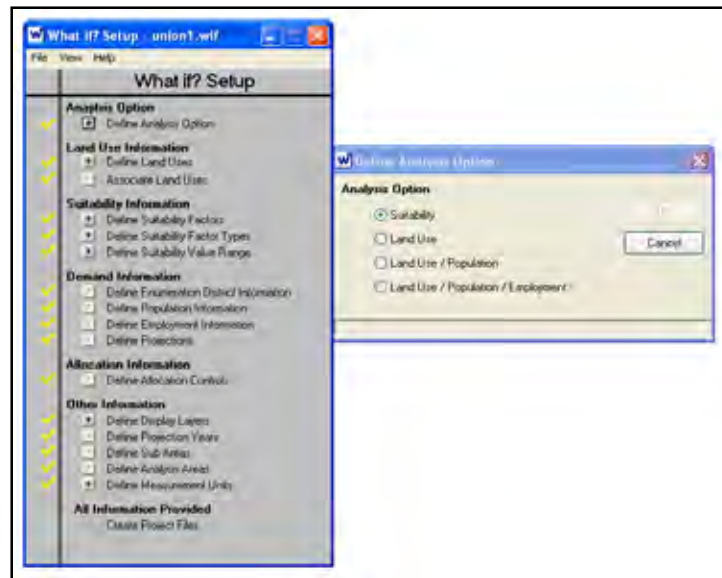 What if? Setup - union1.wif
File View Help
What if? Setup
Analysis Option
Define Analysis Option
Land Use Information
Define Land Uses
Associate Land Uses
Suitability Information
Define Suitability Factors
Define Suitability Factor Types
Define Suitability Value Range
Demand Information
Define Enumeration District Information
Define Population Information
Define Employment Information
Define Projections
Allocation Information
Define Allocation Controls
Other Information
Define Display Layers
Define Projection Years
Define Sub Areas
Define Analysis Areas
Define Measurement Units
All Information Provided
Create Project Files
Define Analysis Option
Analysis Option
Suitability
Land Use
Land Use / Population
Land Use / Population / Employment
Cancel